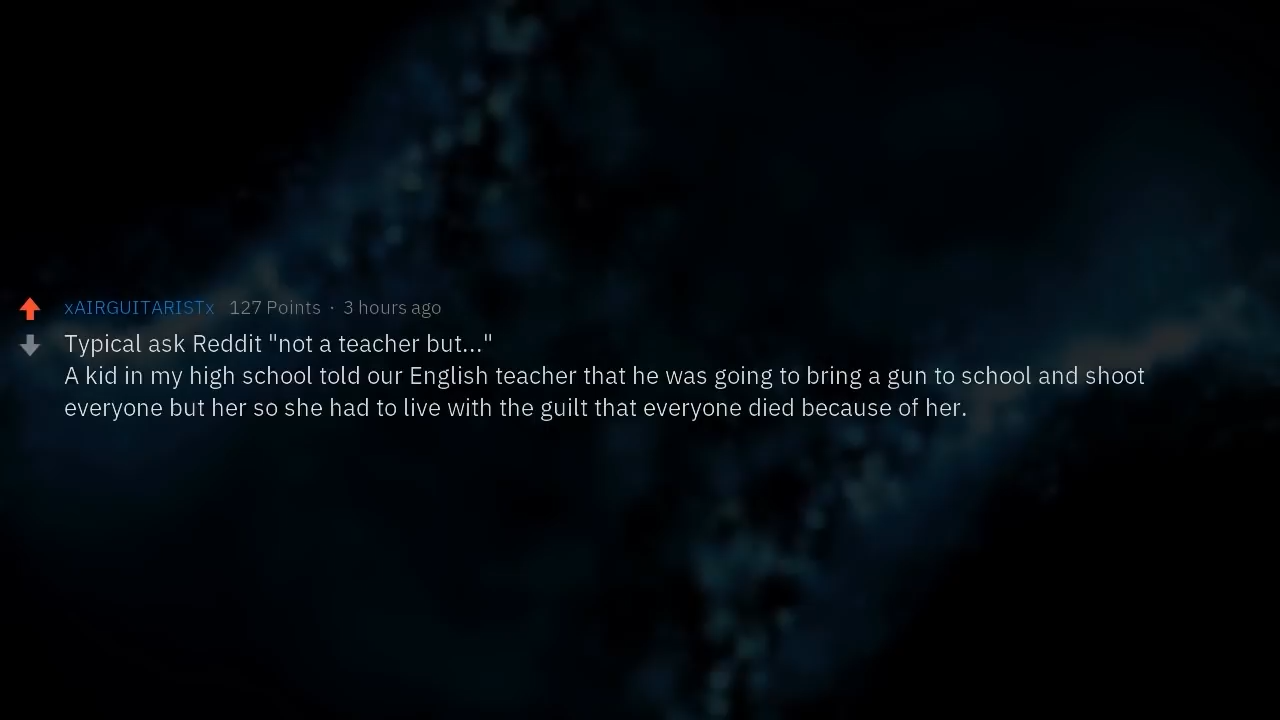 xAIRGUITARISTx 127 Points · 3 hours ago
Typical ask Reddit "not a teacher but..."
A kid in my high school told our English teacher that he was going to bring a gun to school and shoot
everyone but her so she had to live with the guilt that everyone died because of her.